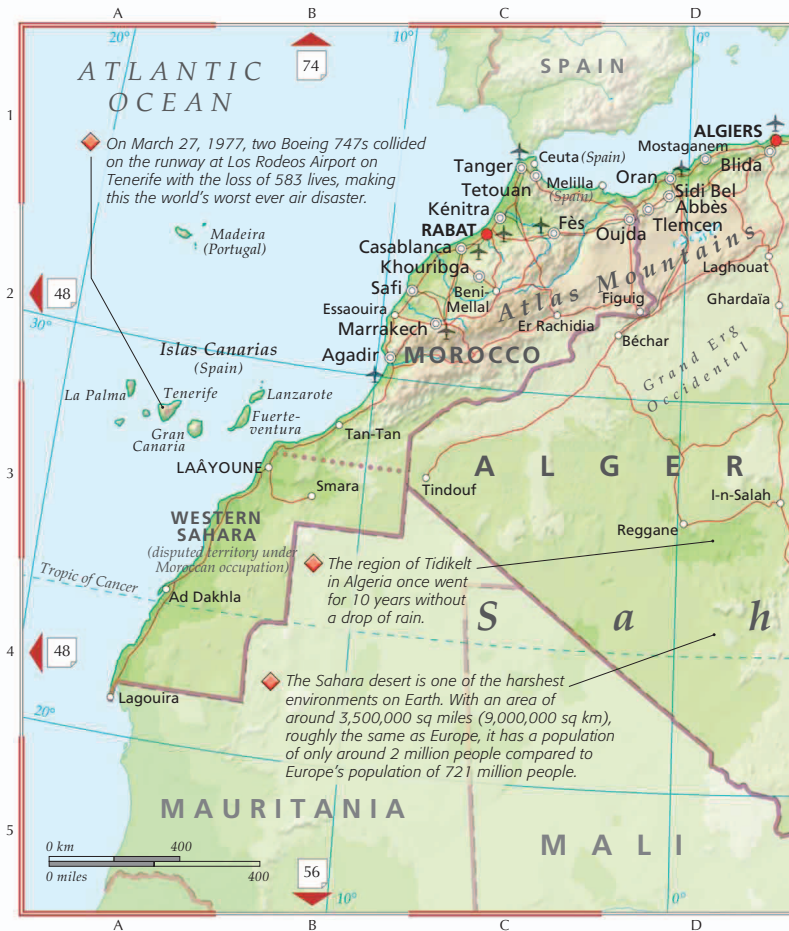 A
B
C
D
20°
10°
0°
74
ATLANTIC
OCEAN
SPAIN
1
On March 27, 1977, two Boeing 747s collided
on the runway at Los Rodeos Airport on
Tenerife with the loss of 583 lives, making
this the world's worst ever air disaster.
ALGIERS
Mostaganem
Blida
Tanger
Ceuta (Spain)
Oran
Tetouan
Melilla
(Spain)
Sidi Bel
Abbès
Kénitra
RABAT
Fès
Oujda
Tlemcen
Madeira
(Portugal)
Casablanca
Khouribga
Laghouat
48
2
Safi
Beni-
Mellal
Atlas Mountains
Figuig
Ghardaïa
30°
Essaouira
Marrakech
Er Rachidia
Béchar
Islas Canarias
(Spain)
Agadir
MOROCCO
Grand Erg
Occidental
La Palma
Tenerife
Lanzarote
Fuerte-
ventura
Gran
Canaria
Tan-Tan
3
LAÂYOUNE
ALGER
Smara
Tindouf
I-n-Salah
WESTERN
SAHARA
(disputed territory under
Moroccan occupation)
Reggane
The region of Tidikelt
in Algeria once went
for 10 years without
a drop of rain.
Tropic of Cancer
Ad Dakhla
S a h
48
4
Lagouira
The Sahara desert is one of the harshest
environments on Earth. With an area of
around 3,500,000 sq miles (9,000,000 sq km),
roughly the same as Europe, it has a population
of only around 2 million people compared to
Europe's population of 721 million people.
20°
MAURITANIA
5
MALI
0 km 400
0 miles 400
56
10°
0°
A
B
C
D